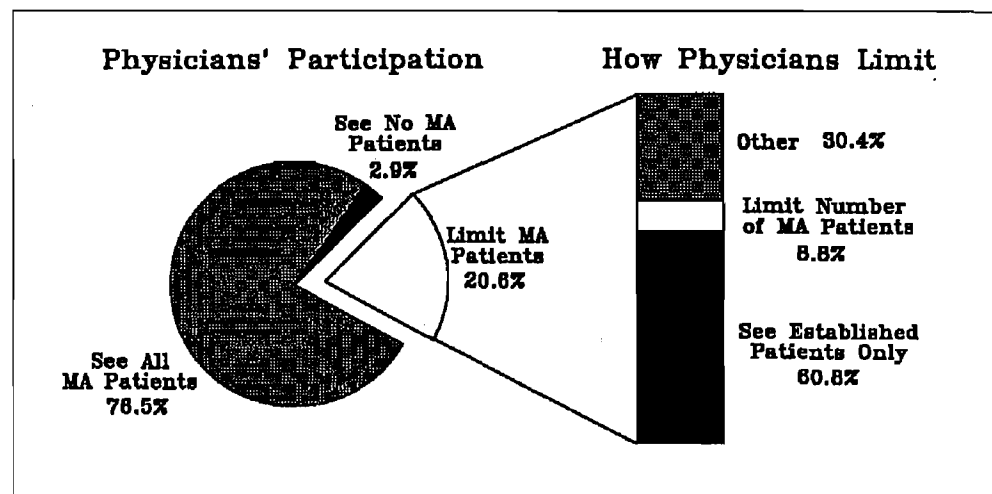 Physicians' Participation
How Physicians Limit
See No MA
Patients
2.9%
Limit MA
Patients
20.6%
See All
MA Patients
76.5%
Other 30.4%
Limit Number
of MA Patients
8.8%
See Established
Patients Only
60.8%